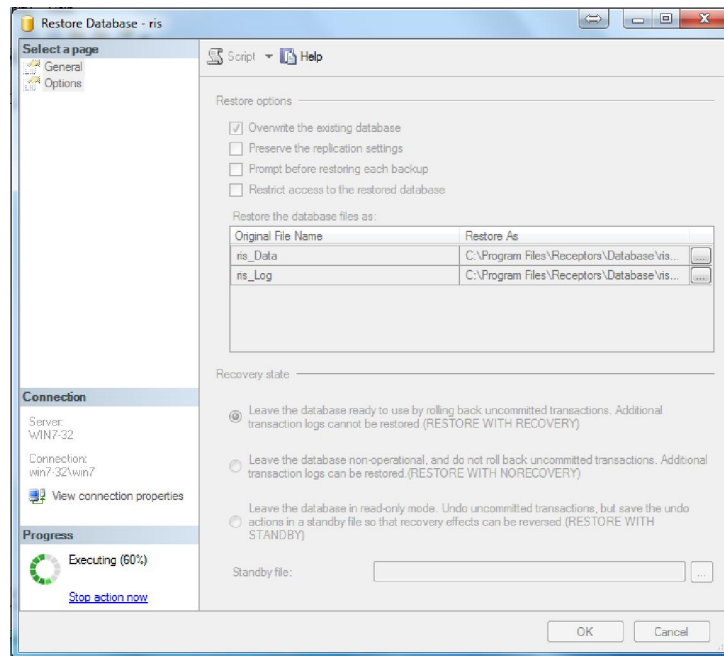 Restore Database - ris
Select a page
General
Options
Script
Help
Restore options
Overwrite the existing database
Preserve the replication settings
Prompt before restoring each backup
Restrict access to the restored database
Restore the database files as:
Original File Name
Restore As
ris_Data
C:\Program Files\Receptors\Database\ris...
...
ris_Log
C:\Program Files\Receptors\Database\ris...
...
Recovery state
Leave the database ready to use by rolling back uncommitted transactions. Additional
transaction logs cannot be restored.(RESTORE WITH RECOVERY)
Leave the database non-operational, and do not roll back uncommitted transactions. Additional
transaction logs can be restored.(RESTORE WITH NORECOVERY)
Leave the database in read-only mode. Undo uncommitted transactions, but save the undo
actions in a standby file so that recovery effects can be reversed.(RESTORE WITH
STANDBY)
Standby file:
...
Connection
Server:
WIN7-32
Connection:
win7-32\win7
View connection properties
Progress
Executing (60%)
Stop action now
OK
Cancel